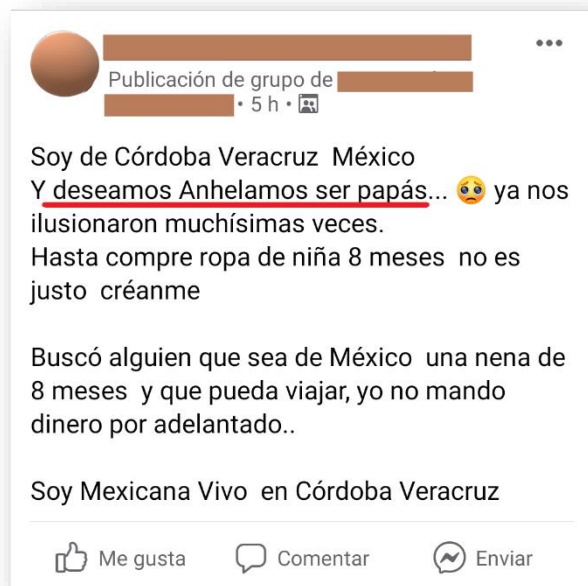 Publicación de grupo de
• 5 h •
Soy de Córdoba Veracruz  México
Y deseamos Anhelamos ser papás... 🥺 ya nos
ilusionaron muchísimas veces.
Hasta compre ropa de niña 8 meses  no es
justo  créanme
Buscó alguien que sea de México  una nena de
8 meses  y que pueda viajar, yo no mando
dinero por adelantado..
Soy Mexicana Vivo  en Córdoba Veracruz
Me gusta Comentar Enviar